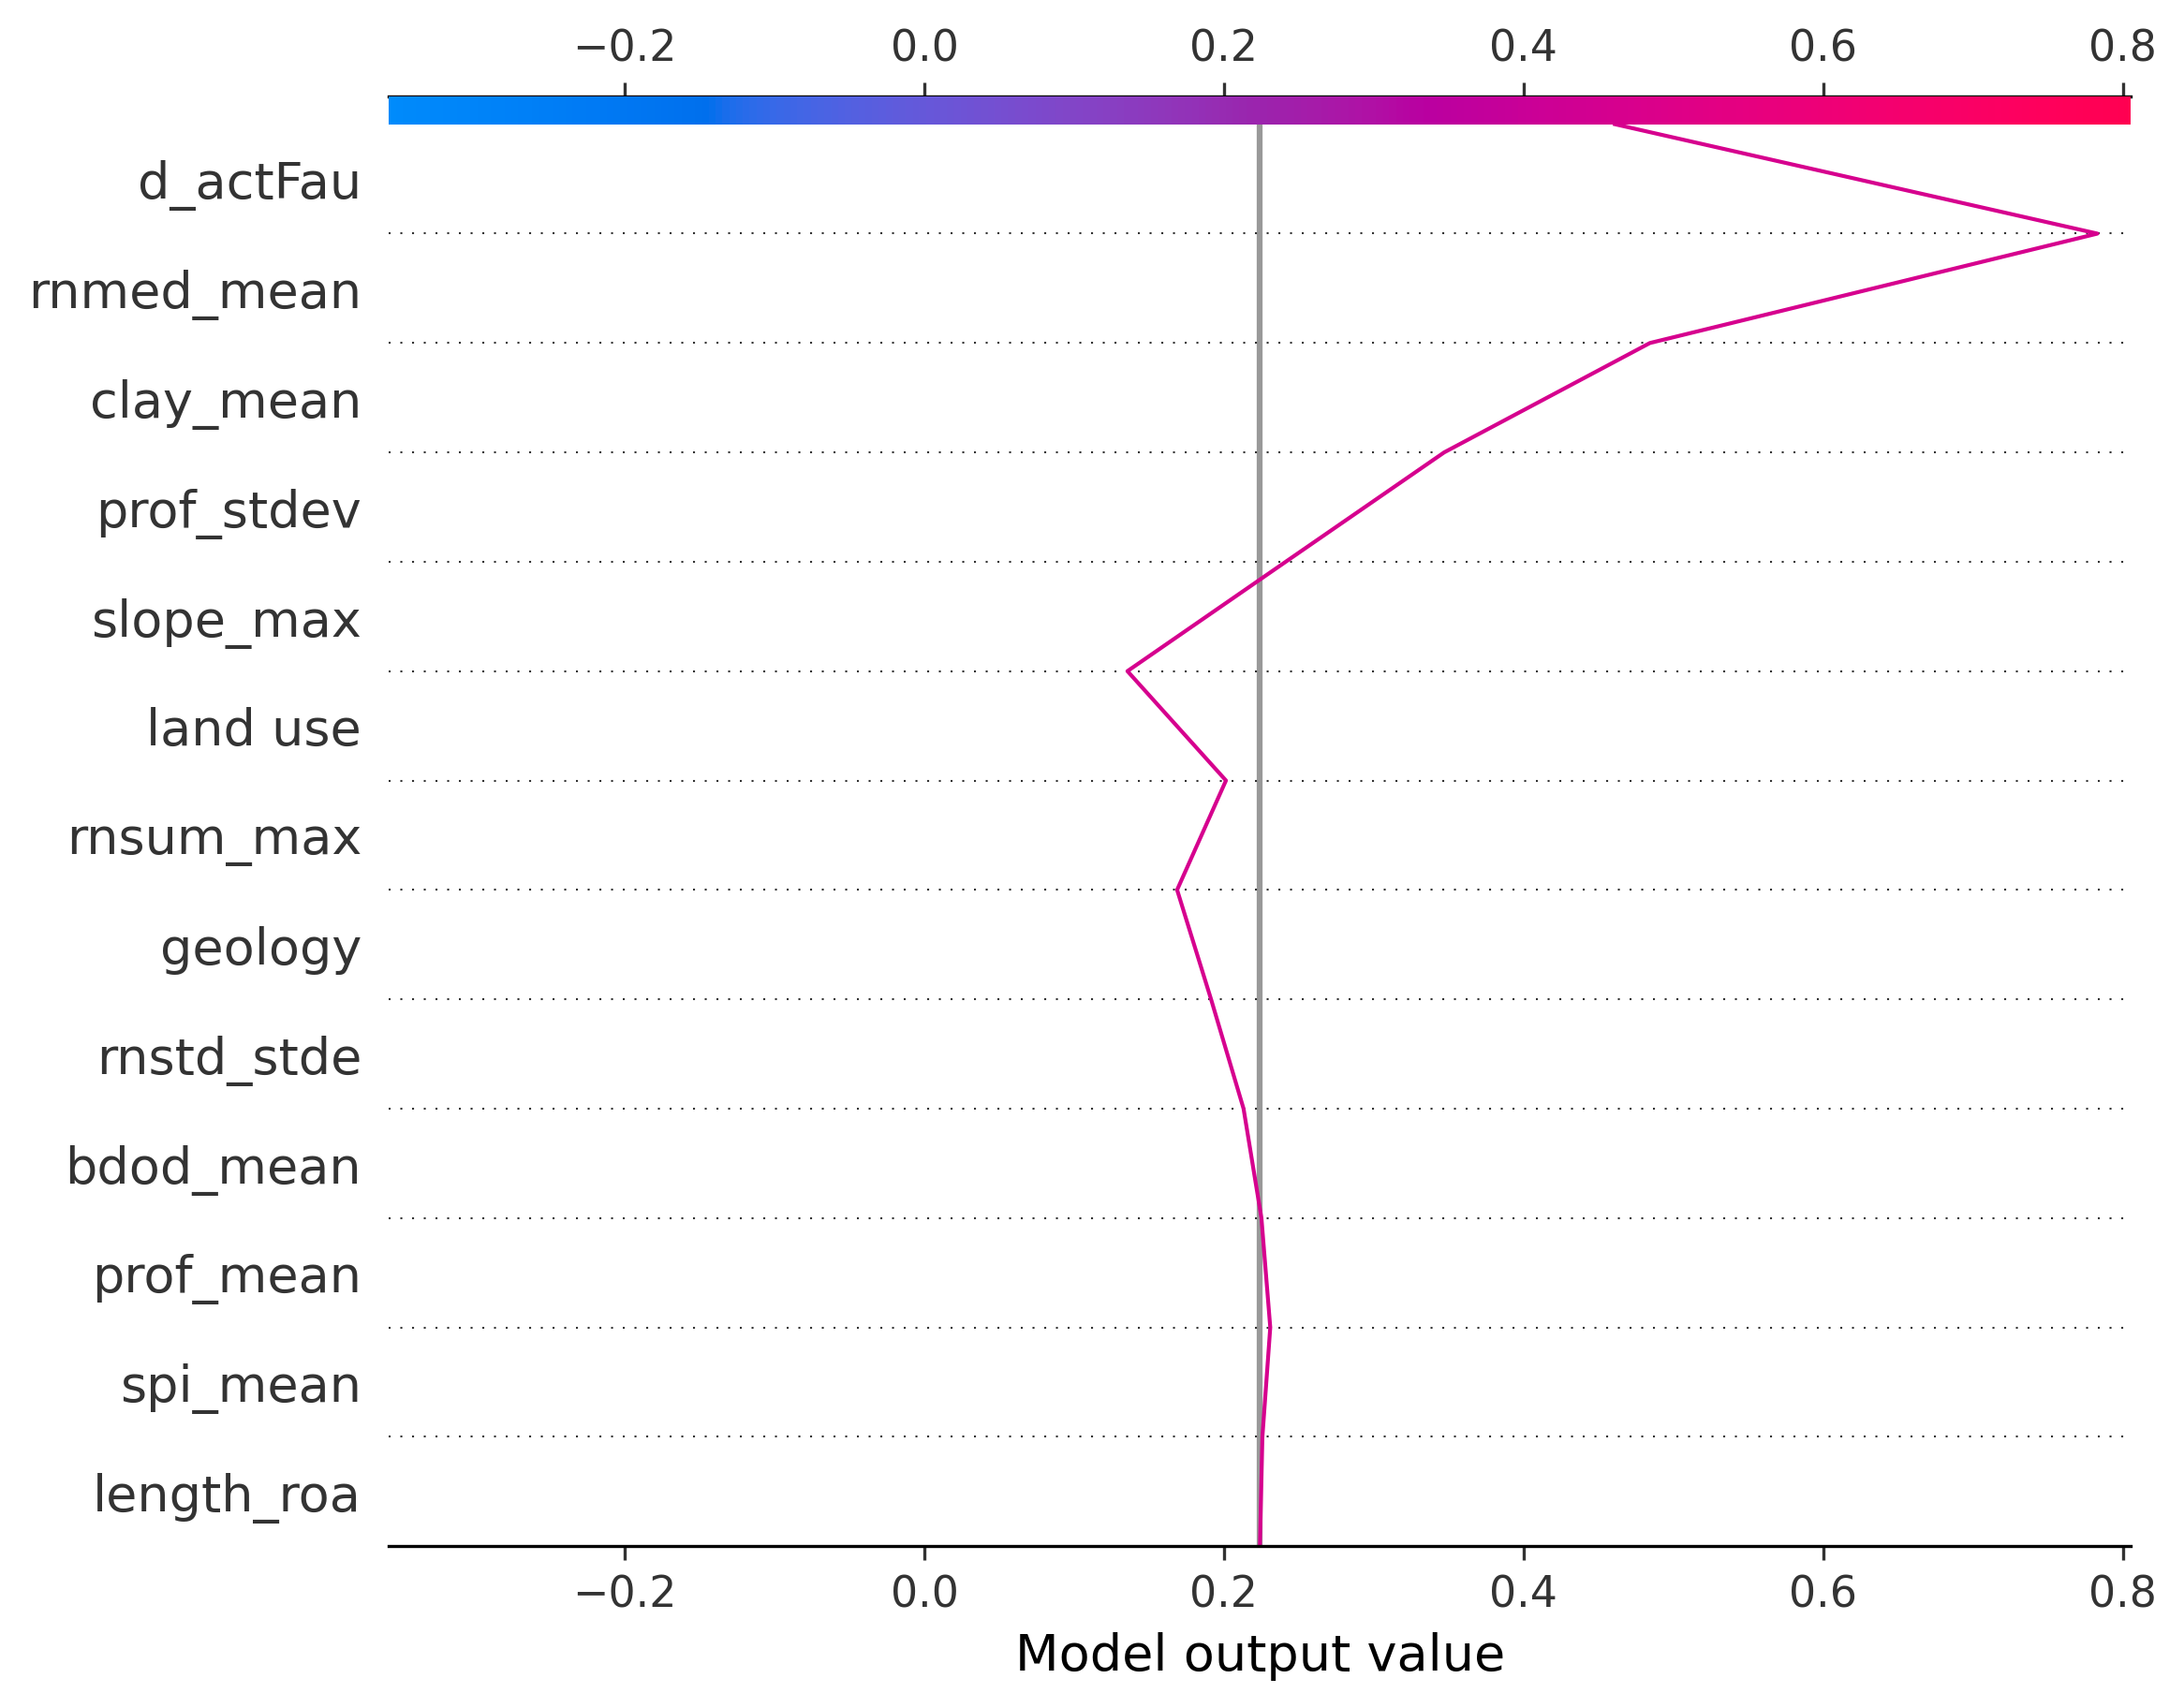 −0.2 0.0 0.2 0.4 0.6 0.8
d_actFau
rnmed_mean
clay_mean
prof_stdev
slope_max
land use
rnsum_max
geology
rnstd_stde
bdod_mean
prof_mean
spi_mean
length_roa
−0.2 0.0 0.2 0.4 0.6 0.8
Model output value